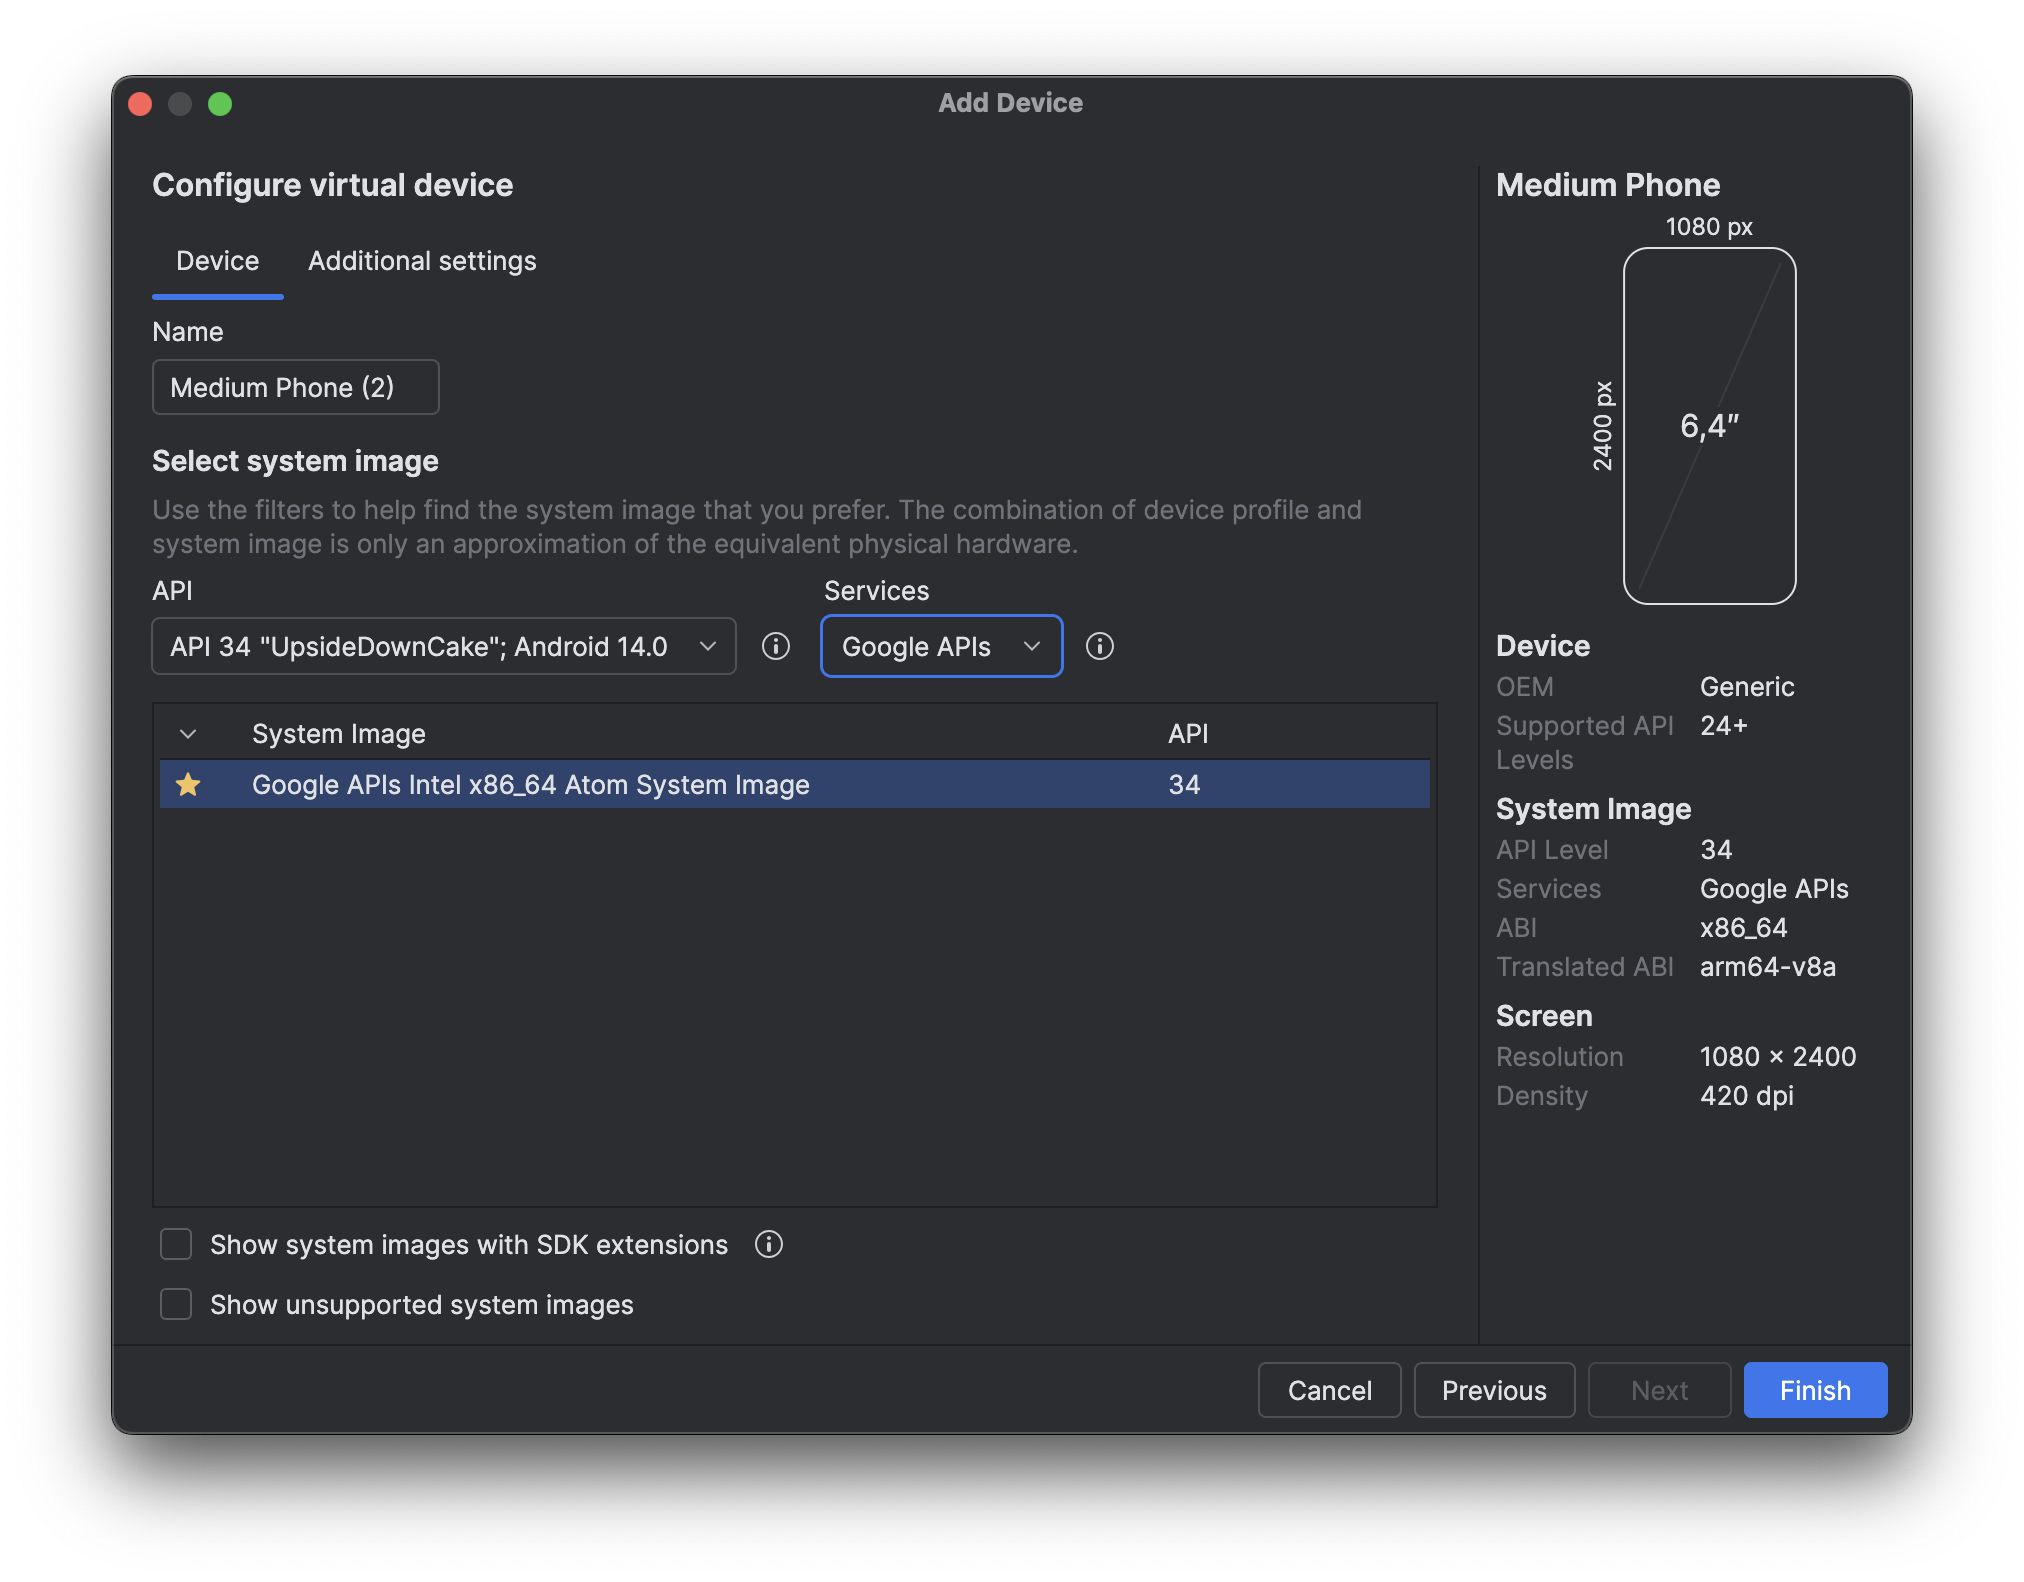 Add Device
Configure virtual device
Device
Additional settings
Name
Medium Phone (2)
Select system image
Use the filters to help find the system image that you prefer. The combination of device profile and
system image is only an approximation of the equivalent physical hardware.
API
Services
API 34 "UpsideDownCake"; Android 14.0
Google APIs
System Image
API
Google APIs Intel x86_64 Atom System Image
34
Show system images with SDK extensions
Show unsupported system images
Medium Phone
1080 px
2400 px
6,4″
Device
OEM
Generic
Supported API
Levels
24+
System Image
API Level
34
Services
Google APIs
ABI
x86_64
Translated ABI
arm64-v8a
Screen
Resolution
1080 × 2400
Density
420 dpi
Cancel
Previous
Next
Finish